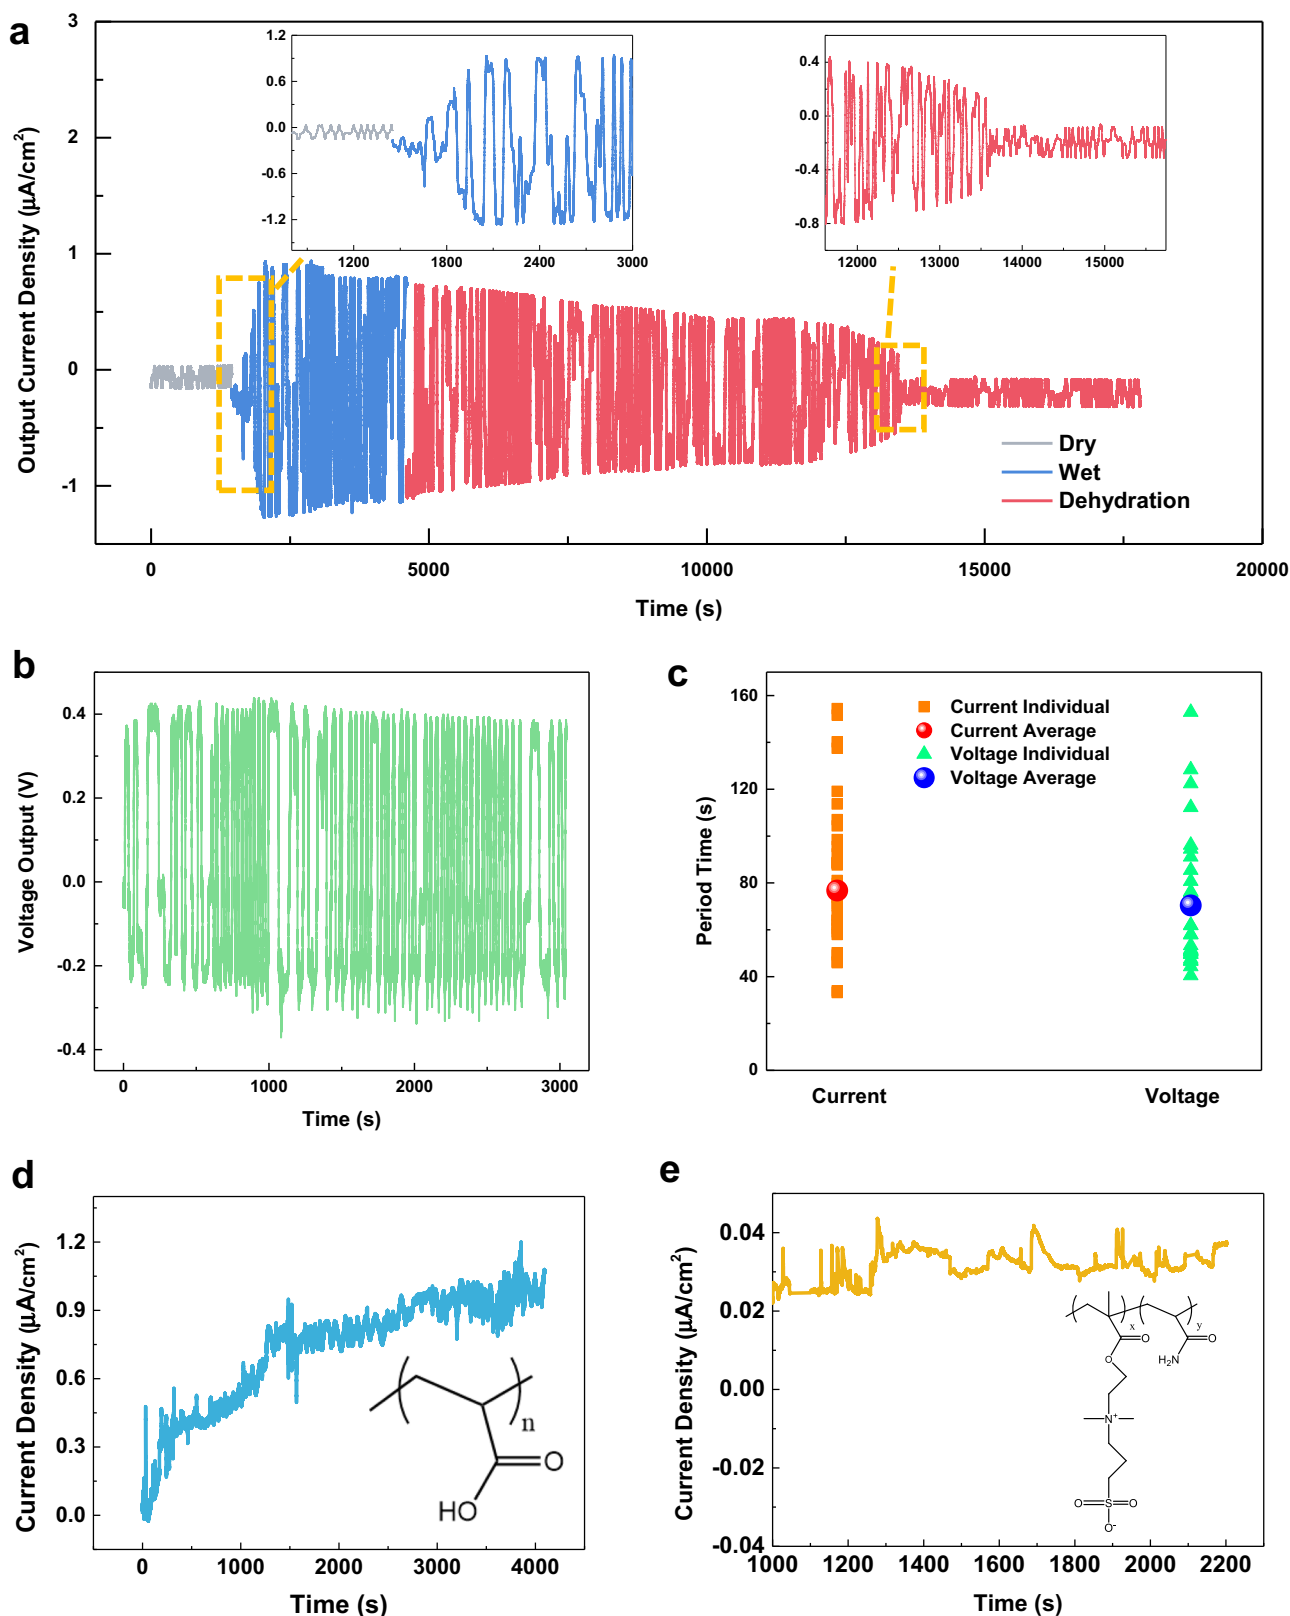 a
3
2
1
0
-1
Output Current Density (μA/cm²)
1.2
0.6
0.0
-0.6
-1.2
1200
1800
2400
3000
0.4
0.0
-0.4
-0.8
12000
13000
14000
15000
Dry
Wet
Dehydration
0
5000
10000
15000
20000
Time (s)
b
0.4
0.2
0.0
-0.2
-0.4
Voltage Output (V)
0
1000
2000
3000
Time (s)
c
160
120
80
40
0
Period Time (s)
Current Individual
Current Average
Voltage Individual
Voltage Average
Current
Voltage
d
1.2
0.9
0.6
0.3
0.0
Current Density (μA/cm²)
n
O
HO
0
1000
2000
3000
4000
Time (s)
e
0.04
0.02
0.00
-0.02
-0.04
Current Density (μA/cm²)
x
y
O
O
H₂N
O
N⁺
O
S
O
O⁻
1000
1200
1400
1600
1800
2000
2200
Time (s)